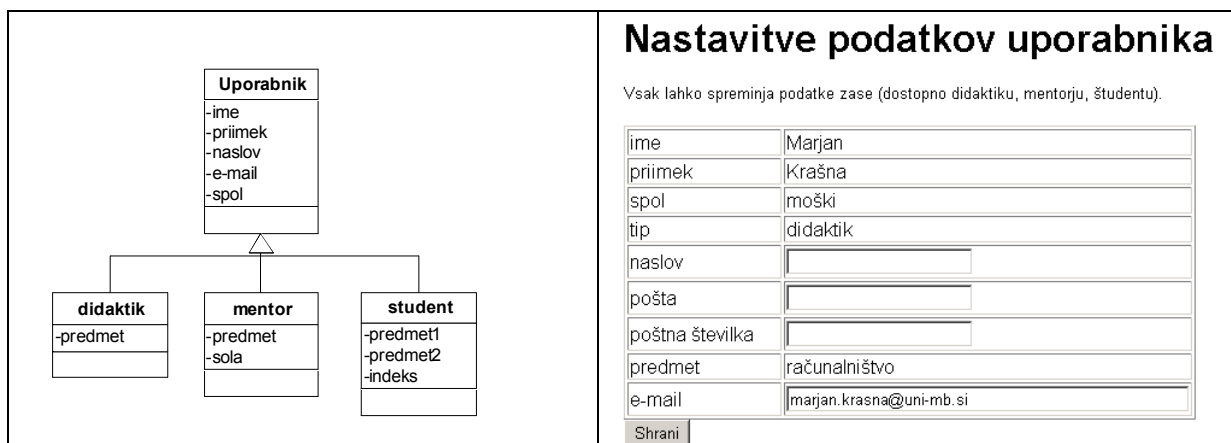 Uporabnik
-ime
-priimek
-naslov
-e-mail
-spol
didaktik
-predmet
mentor
-predmet
-sola
student
-predmet1
-predmet2
-indeks
Nastavitve podatkov uporabnika
Vsak lahko spreminja podatke zase (dostopno didaktiku, mentorju, študentu).
ime Marjan
priimek Krašna
spol moški
tip didaktik
naslov
pošta
poštna številka
predmet računalništvo
e-mail marjan.krasna@uni-mb.si
Shrani